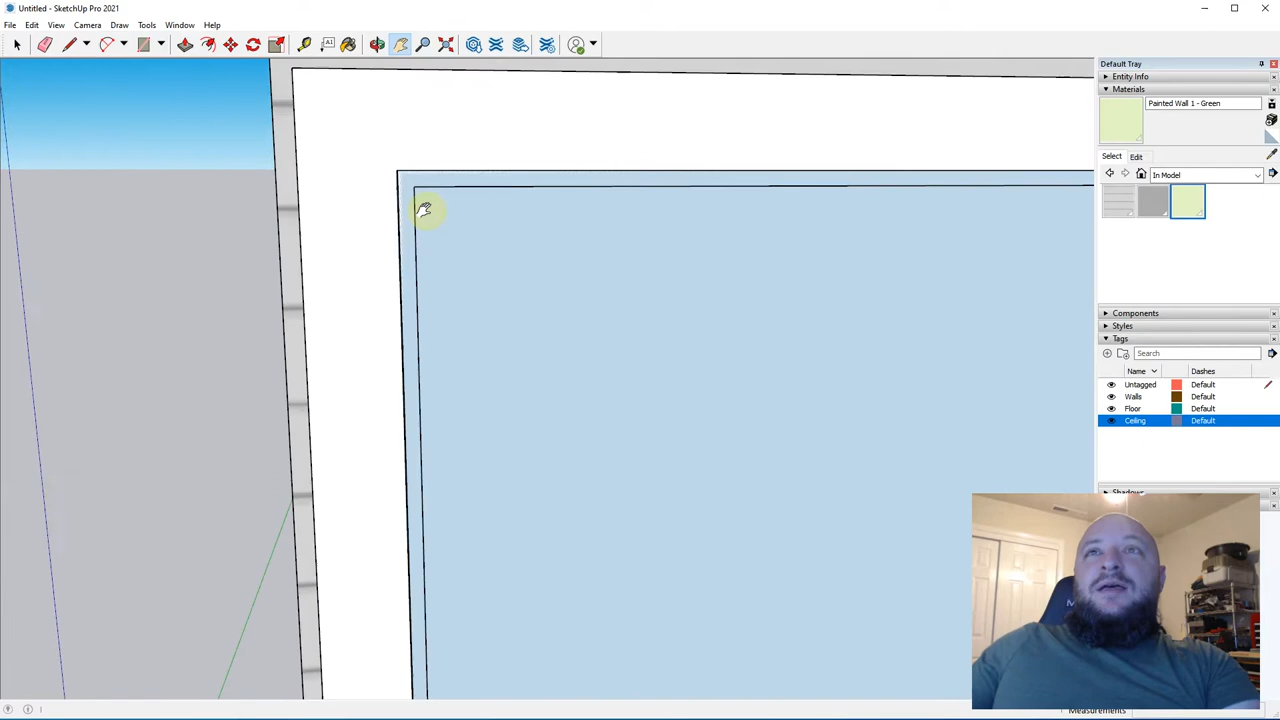 Untitled - SketchUp Pro 2021
File Edit View Camera Draw Tools Window Help
A1
Default Tray
Entity Info
Materials
Painted Wall 1 - Green
Select Edit
In Model
Components
Styles
Tags
Search
Name Dashes
Untagged Default
Walls Default
Floor Default
Ceiling Default
Shadows
Measurements